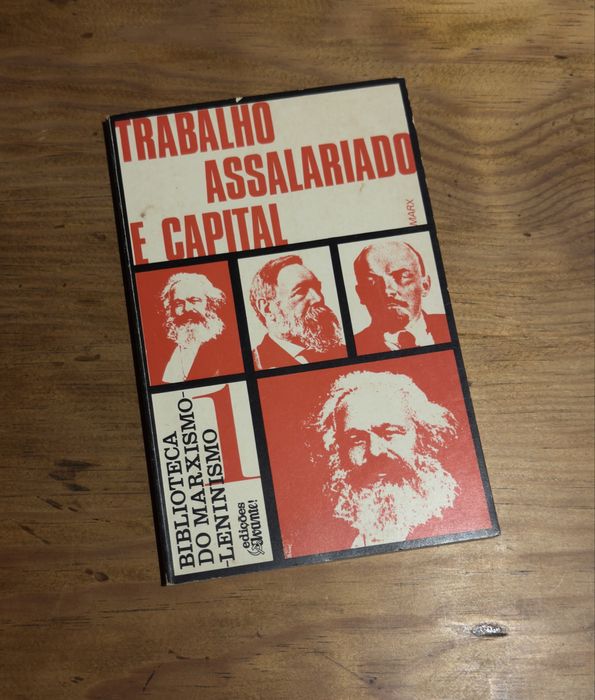 TRABALHO
ASSALARIADO
E CAPITAL
MARX
BIBLIOTECA
DO MARXISMO-
-LENINISMO
1
edições
Avante!